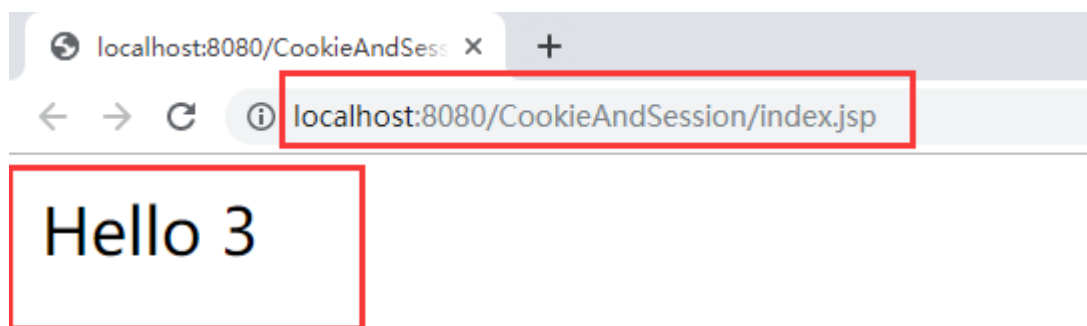 localhost:8080/CookieAndSess
localhost:8080/CookieAndSession/index.jsp
Hello 3